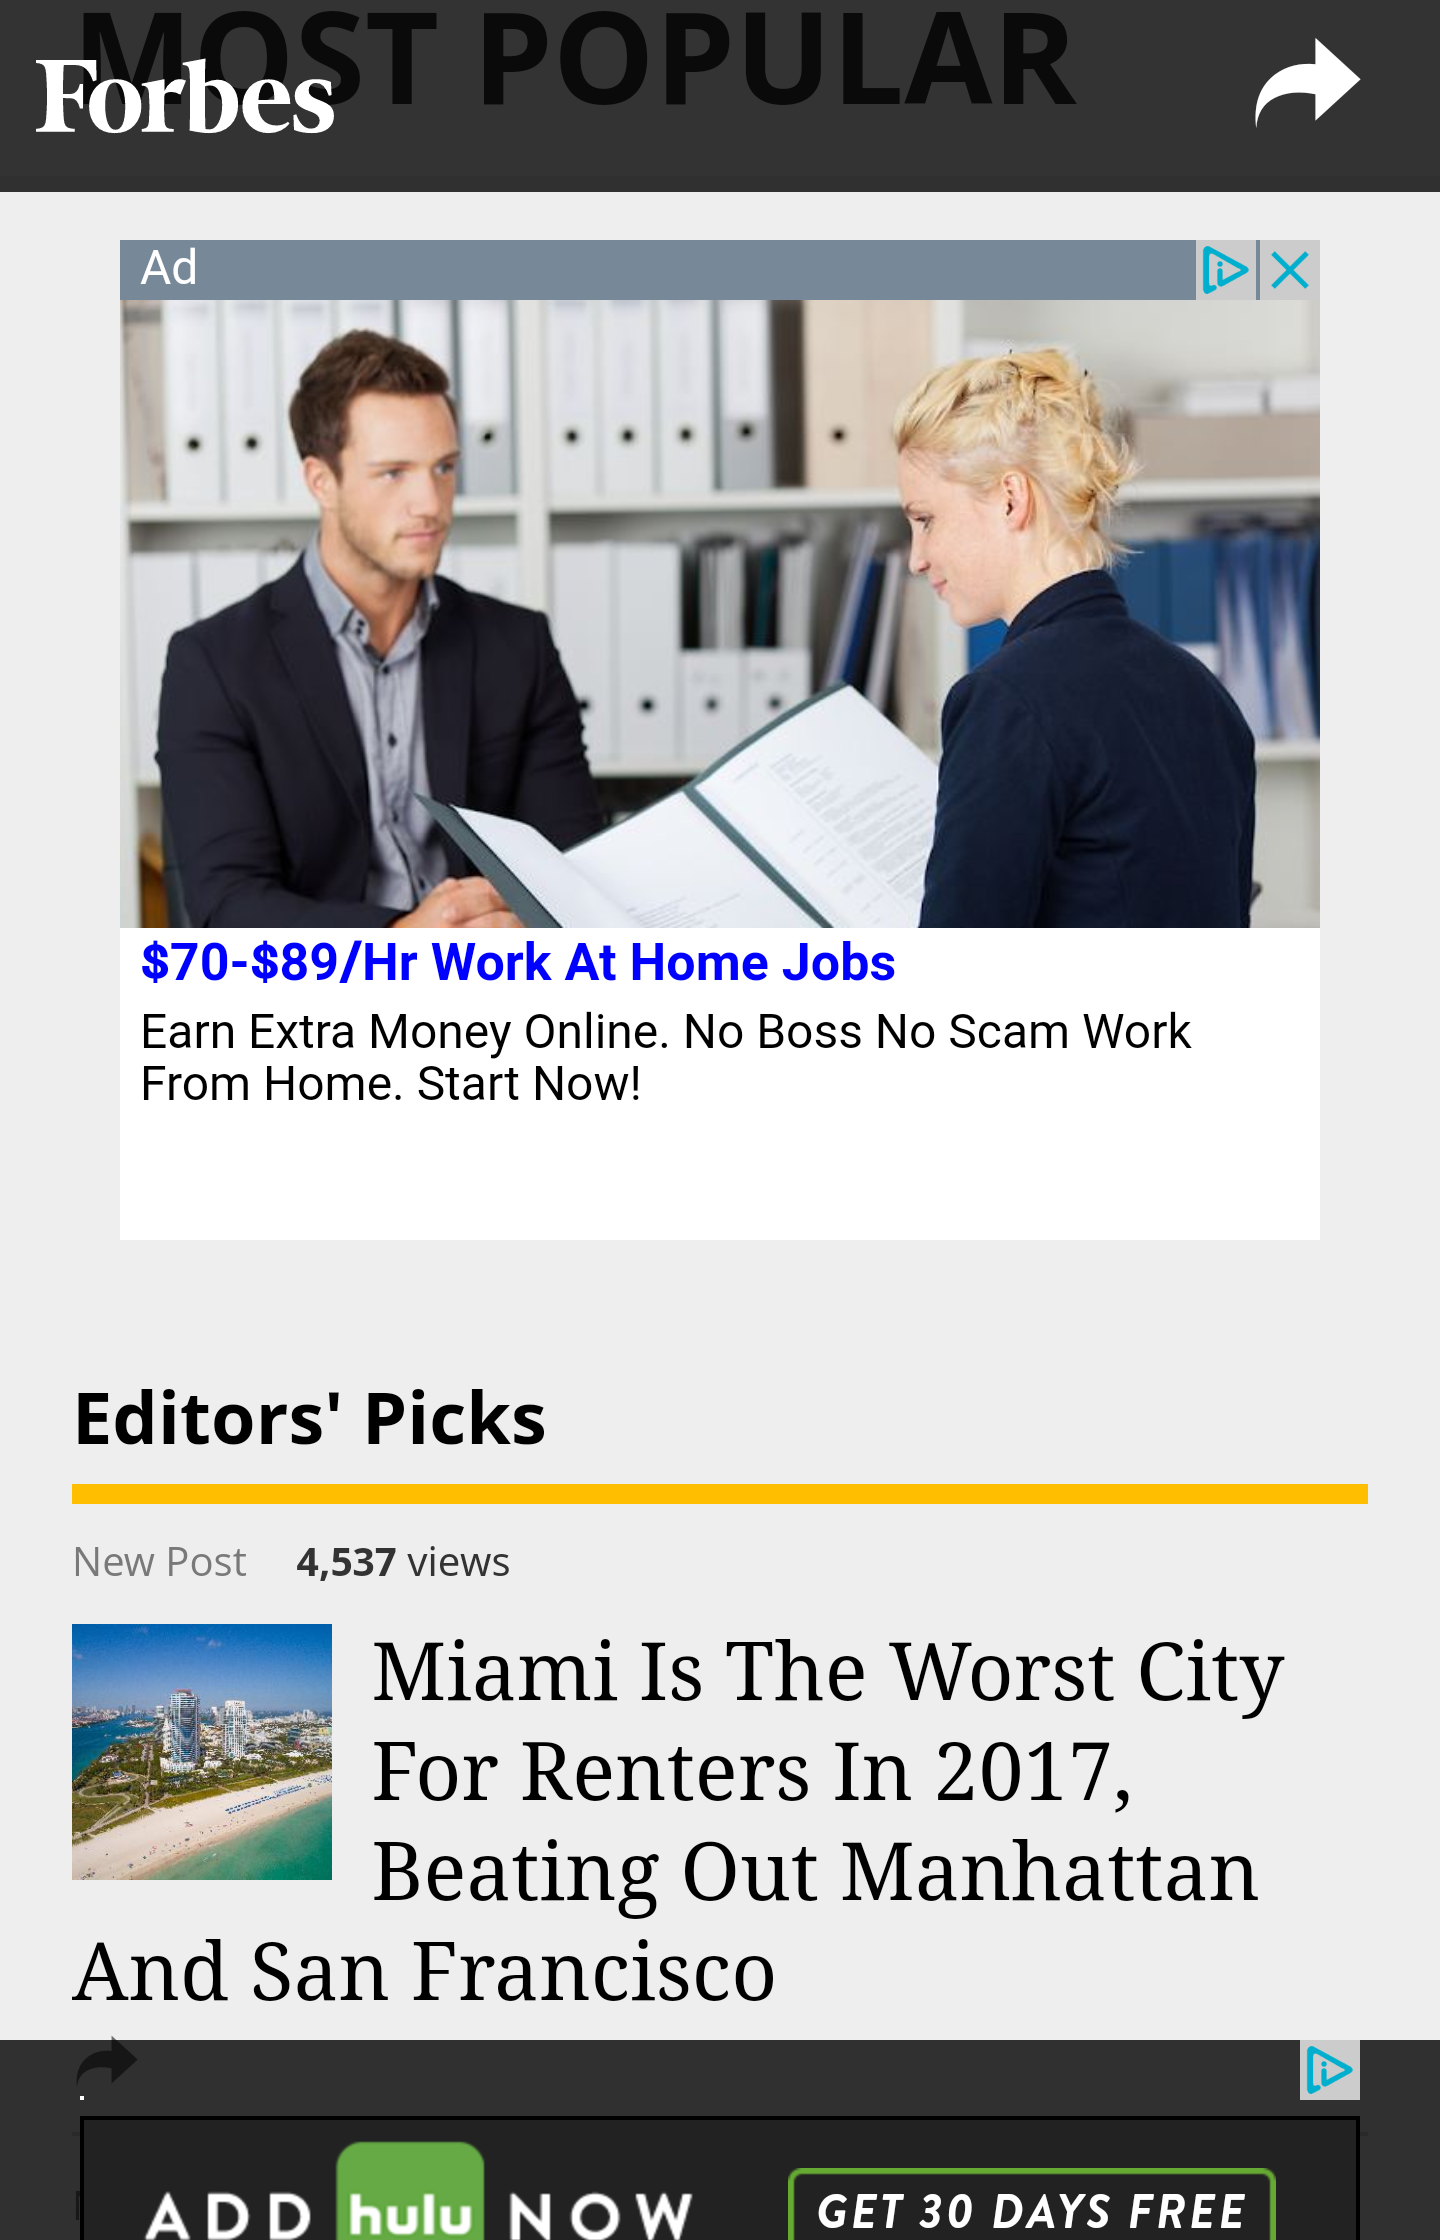 MOST POPULAR
Forbes
Ad
$70-$89/Hr Work At Home Jobs
Earn Extra Money Online. No Boss No Scam Work
From Home. Start Now!
Editors' Picks
New Post 4,537 views
Miami Is The Worst City
For Renters In 2017,
Beating Out Manhattan
And San Francisco
ADD hulu NOW
GET 30 DAYS FREE